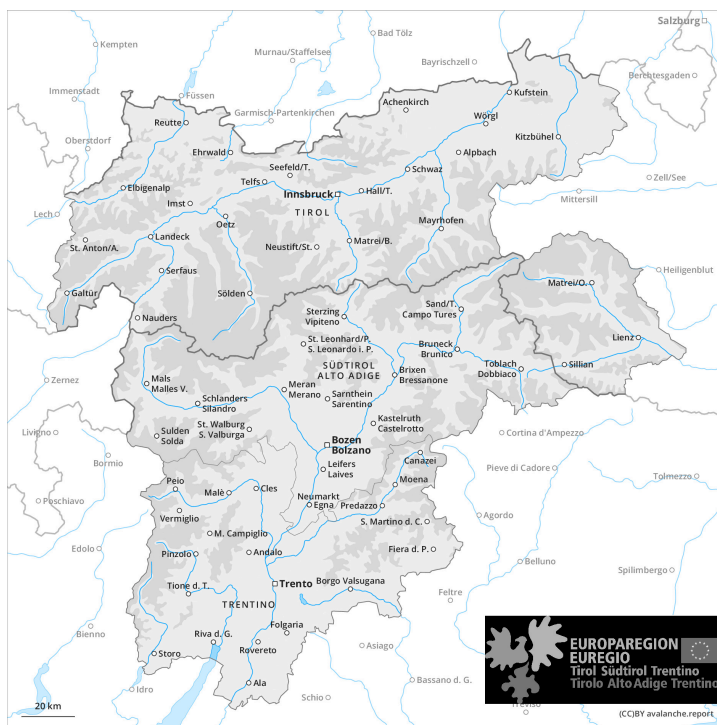 Salzburg
Kempten
Bad Tölz
Murnau/Staffelsee
Bayrischzell
Berchtesgaden
Immenstadt
Füssen
Kufstein
Achenkirch
Garmisch-Partenkirchen
Reutte
Wörgl
Oberstdorf
Kitzbühel
Ehrwald
Alpbach
Seefeld/T.
Schwaz
Telfs
Zell/See
Elbigenalp
Innsbruck
Hall/T.
Mittersill
Imst
TIROL
Lech
Oetz
Mayrhofen
Landeck
St. Anton/A.
Neustift/St.
Matrei/B.
Serfaus
Heiligenblut
Matrei/O.
Galtür
Sölden
Sand/T.
Campo Tures
Nauders
Sterzing
Vipiteno
Lienz
St. Leonhard/P.
S. Leonardo i. P.
Bruneck
Brunico
Toblach
Dobbiaco
Sillian
SÜDTIROL
ALTO ADIGE
Brixen
Bressanone
Zernez
Mals
Malles V.
Meran
Merano
Schlanders
Silandro
Sarnthein
Sarentino
St. Walburg
S. Valburga
Kastelruth
Castelrotto
Livigno
Sulden
Solda
Bozen
Bolzano
Cortina d'Ampezzo
Bormio
Canazei
Leifers
Laives
Pieve di Cadore
Tolmezzo
Peio
Moena
Malè
Cles
Neumarkt
Egna
Predazzo
Poschiavo
Vermiglio
Agordo
S. Martino d. C.
M. Campiglio
Edolo
Pinzolo
Andalo
Fiera d. P.
Belluno
Spilimbergo
Tione d. T.
Trento
Borgo Valsugana
Feltre
TRENTINO
Bienno
Folgaria
Riva d. G.
Rovereto
Asiago
Storo
Ala
Idro
Schio
Bassano d. G.
EUROPAREGION
EUREGIO
Tirol Südtirol Trentino
Tirolo AltoAdige Trentino
Treviso
20 km
(CC)BY avalanche.report